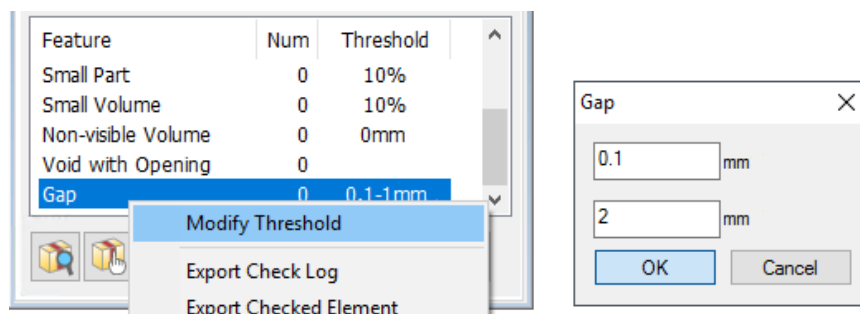 Feature Num Threshold
Small Part 0 10%
Small Volume 0 10%
Non-visible Volume 0 0mm
Void with Opening 0
Gap 0 0.1-1mm
Modify Threshold
Export Check Log
Export Checked Element
Gap
0.1 mm
2 mm
OK Cancel